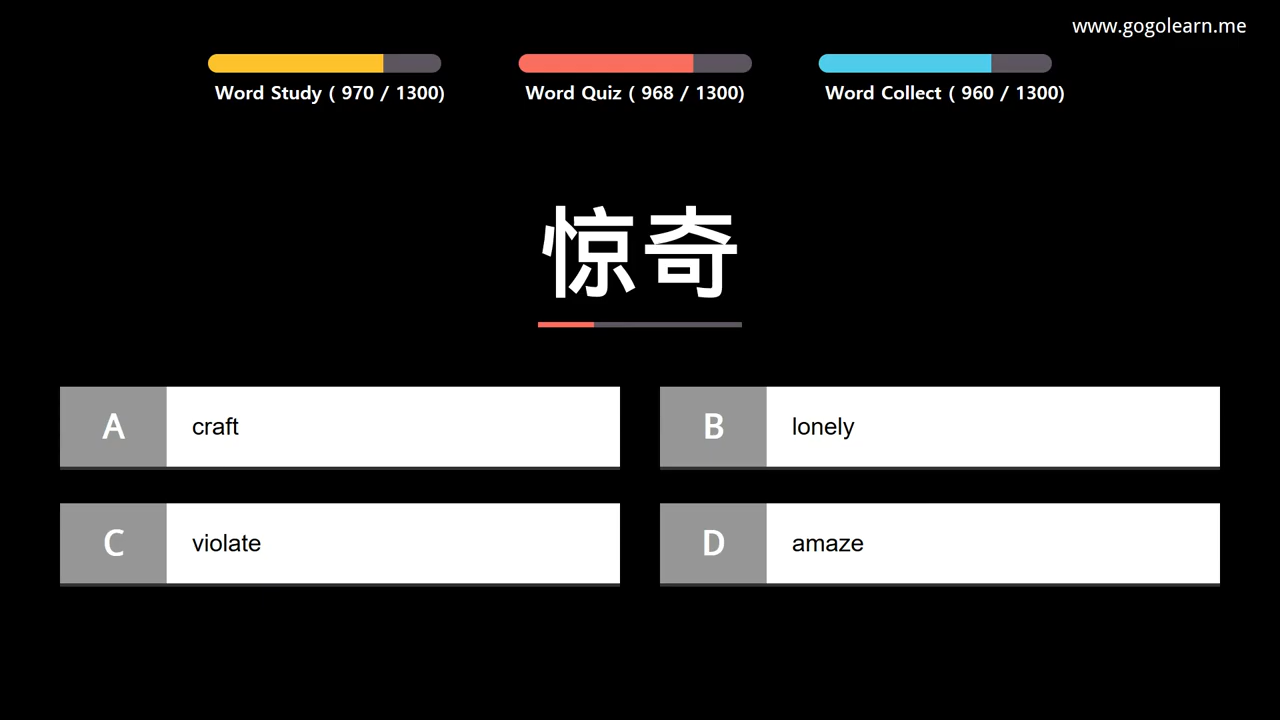 www.gogolearn.me
Word Study ( 970 / 1300)
Word Quiz ( 968 / 1300)
Word Collect ( 960 / 1300)
惊奇
A craft
B lonely
C violate
D amaze